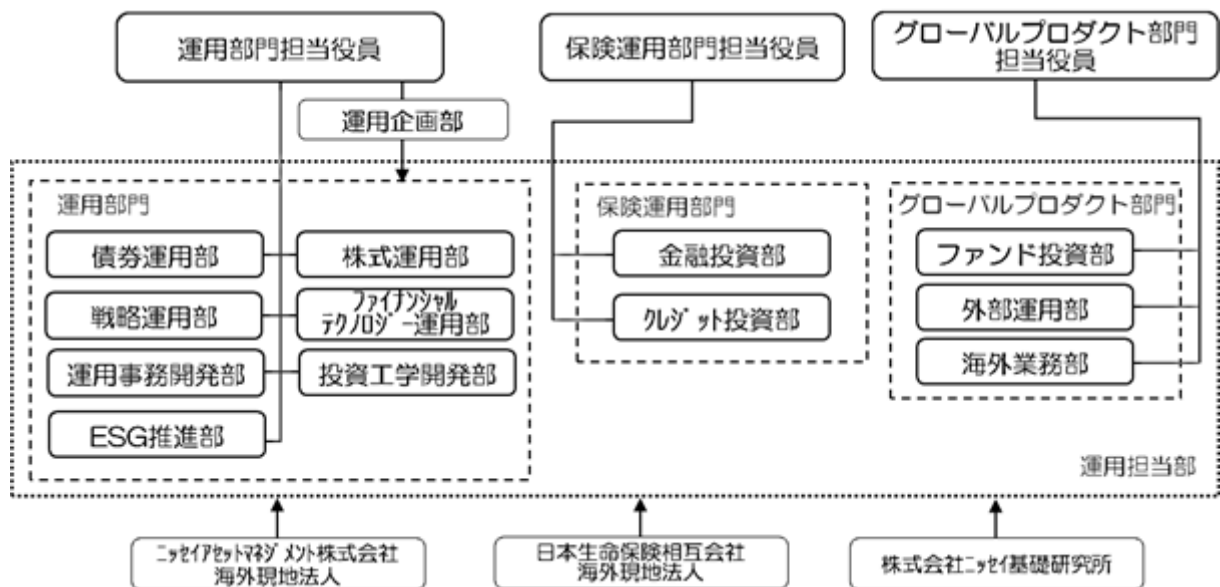 運用部門担当役員
保険運用部門担当役員
グローバルプロダクト部門
担当役員
運用企画部
運用部門
債券運用部
株式運用部
戦略運用部
ファイナンシャル
テクノロジー運用部
運用事務開発部
投資工学開発部
ESG推進部
保険運用部門
金融投資部
クレジット投資部
グローバルプロダクト部門
ファンド投資部
外部運用部
海外業務部
運用担当部
ニッセイアセットマネジメント株式会社
海外現地法人
日本生命保険相互会社
海外現地法人
株式会社ニッセイ基礎研究所